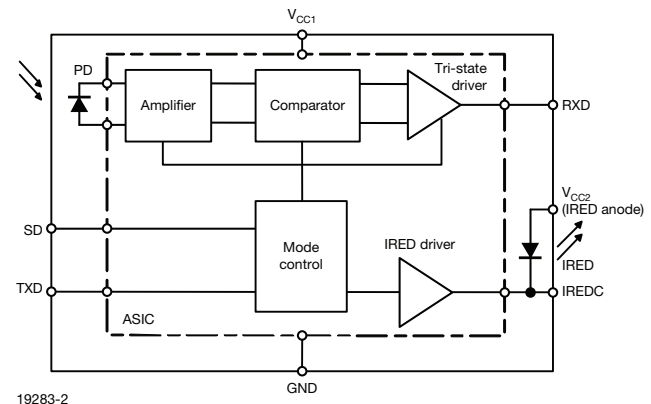 VCC1
PD
Amplifier
Comparator
Tri-state
driver
RXD
VCC2
(IRED anode)
SD
Mode
control
IRED driver
IRED
TXD
IREDC
ASIC
GND
19283-2